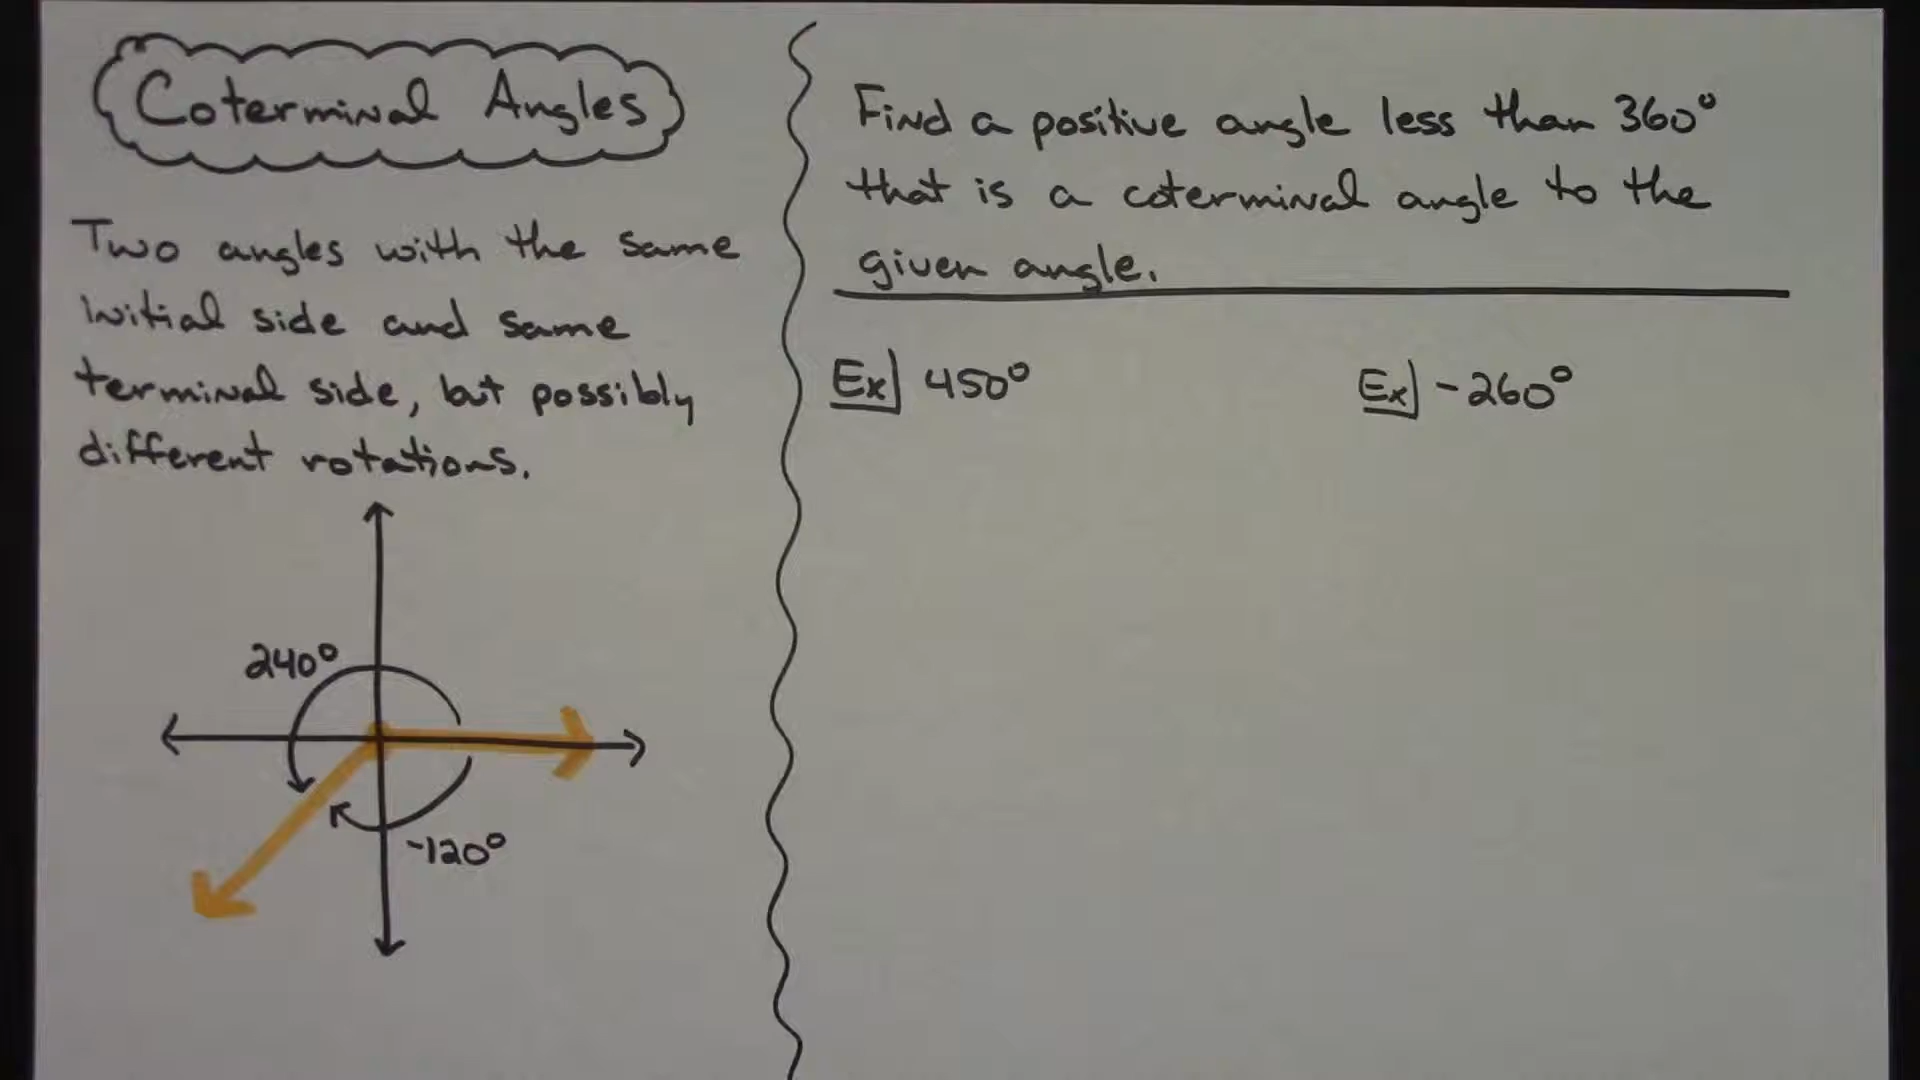 Coterminal Angles
Two angles with the same
initial side and same
terminal side, but possibly
different rotations.
240°
-120°
Find a positive angle less than 360°
that is a coterminal angle to the
given angle.
Ex] 450°
Ex] -260°